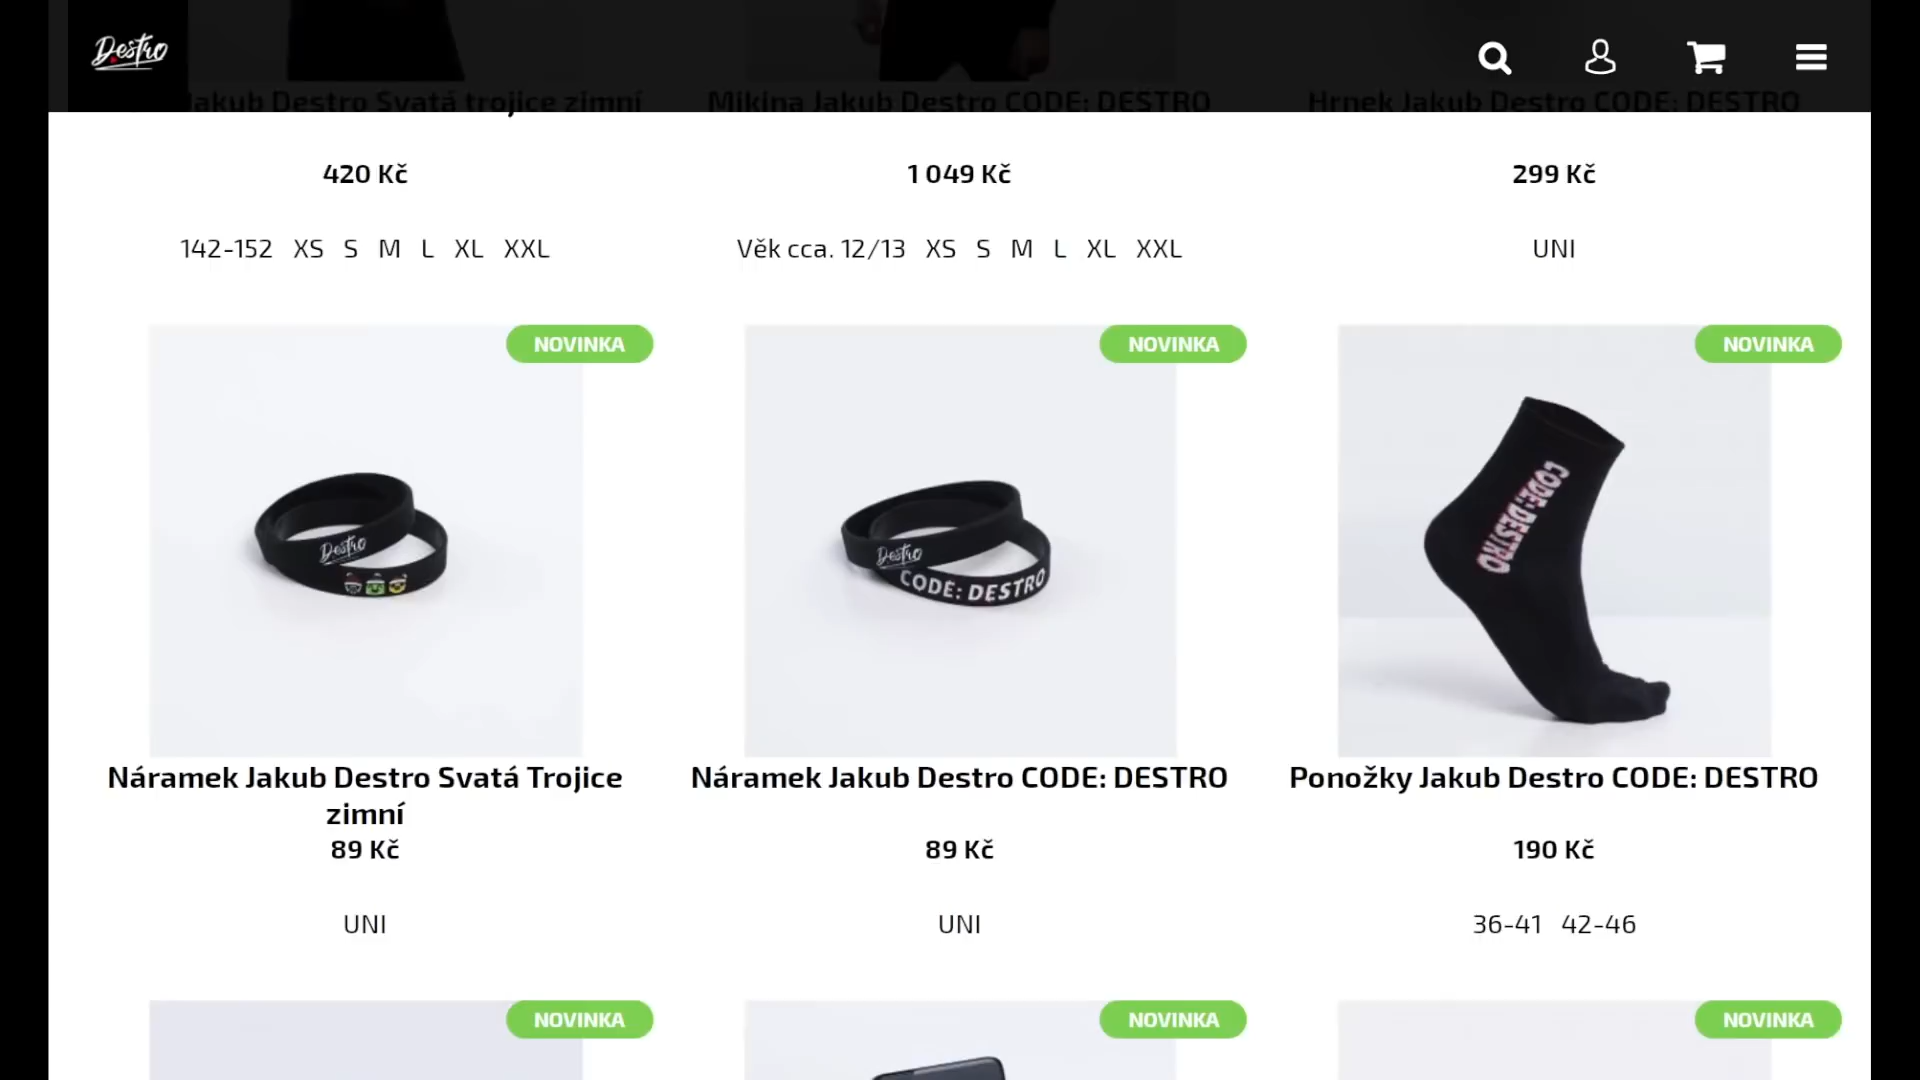 Destro
Jakub Destro Svatá trojice zimní
Mikina Jakub Destro CODE: DESTRO
Hrnek Jakub Destro CODE: DESTRO
420 Kč
1 049 Kč
299 Kč
142-152 XS S M L XL XXL
Věk cca. 12/13 XS S M L XL XXL
UNI
NOVINKA
NOVINKA
NOVINKA
Destro
Destro
CODE: DESTRO
CODE: DESTRO
Náramek Jakub Destro Svatá Trojice
zimní
89 Kč
UNI
Náramek Jakub Destro CODE: DESTRO
89 Kč
UNI
Ponožky Jakub Destro CODE: DESTRO
190 Kč
36-41 42-46
NOVINKA
NOVINKA
NOVINKA